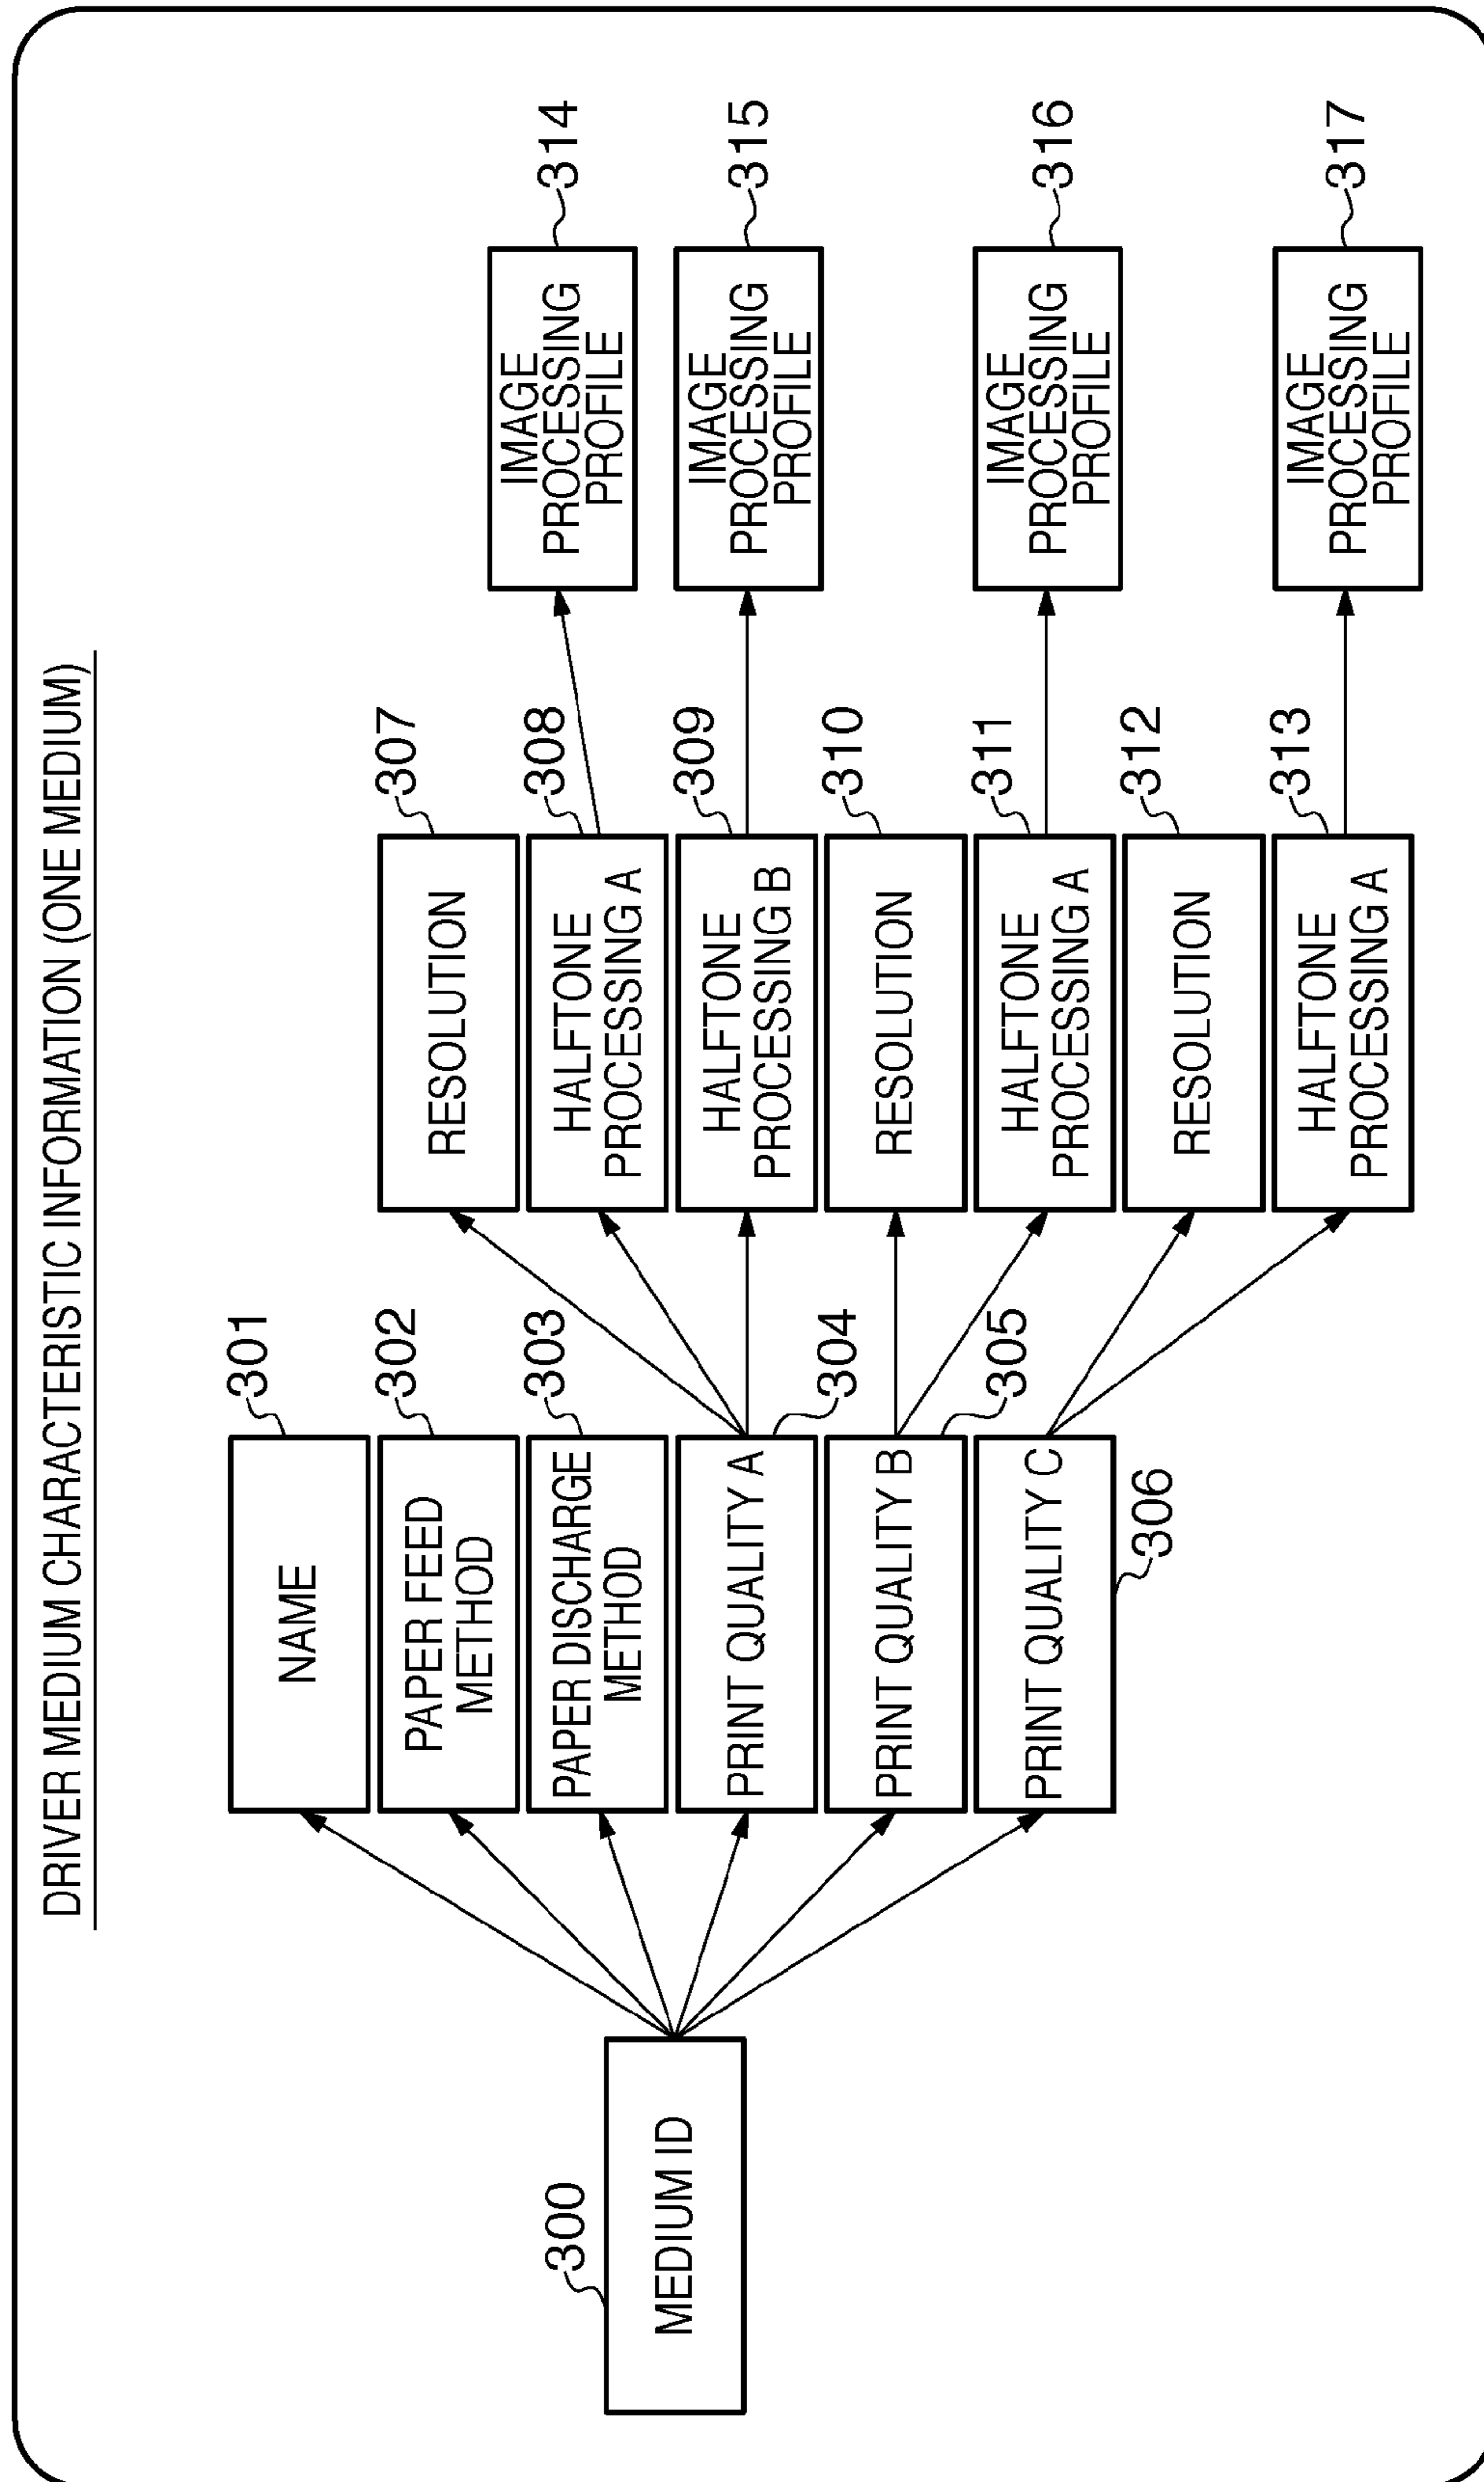 DRIVER MEDIUM CHARACTERISTIC INFORMATION (ONE MEDIUM)
300
MEDIUM ID
301
NAME
302
PAPER FEED
METHOD
303
PAPER DISCHARGE
METHOD
PRINT QUALITY A
304
PRINT QUALITY B
305
PRINT QUALITY C
306
307
RESOLUTION
308
HALFTONE
PROCESSING A
309
HALFTONE
PROCESSING B
310
RESOLUTION
311
HALFTONE
PROCESSING A
312
RESOLUTION
313
HALFTONE
PROCESSING A
314
IMAGE
PROCESSING
PROFILE
315
IMAGE
PROCESSING
PROFILE
316
IMAGE
PROCESSING
PROFILE
317
IMAGE
PROCESSING
PROFILE